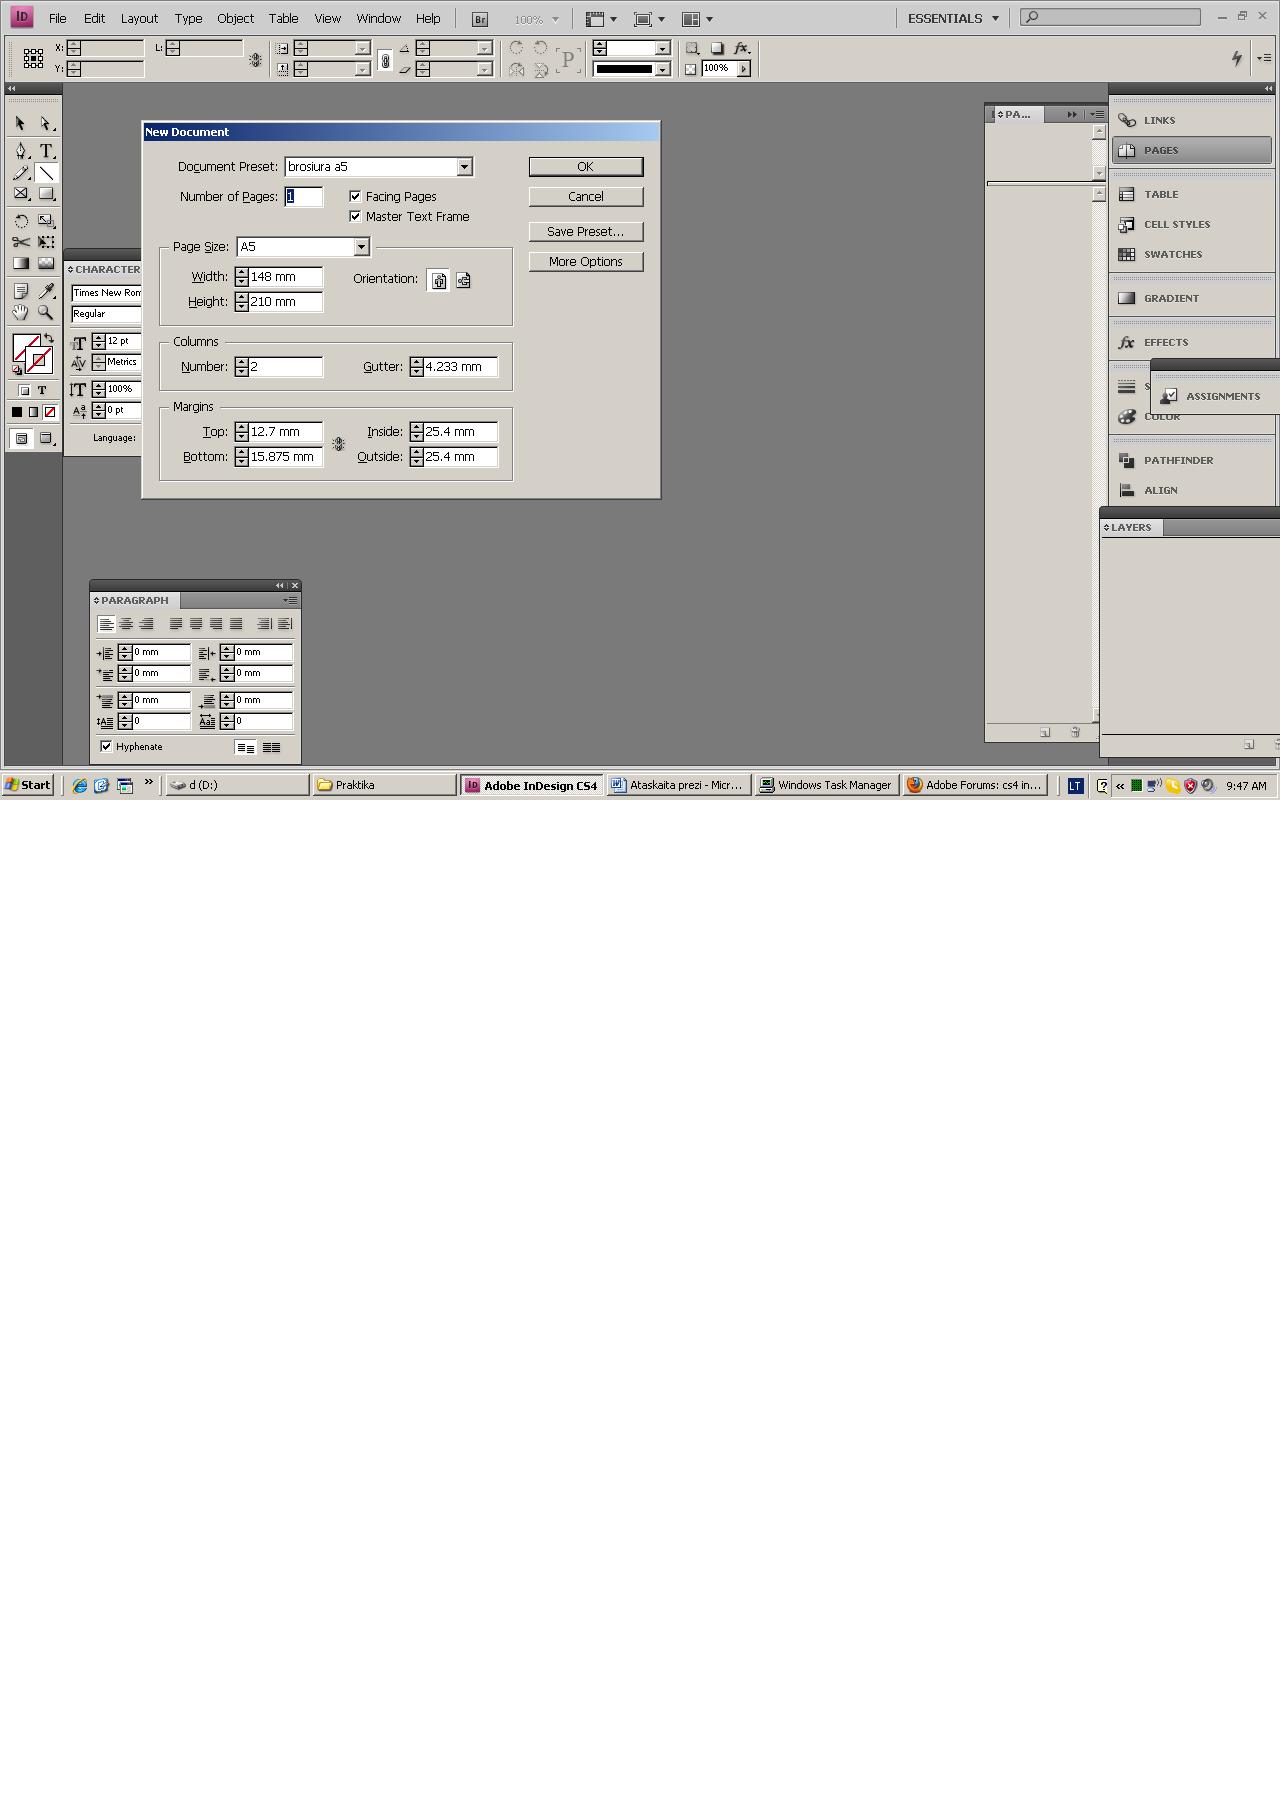 ID File Edit Layout Type Object Table View Window Help Br 100% ESSENTIALS
X: L: P fx.
Y: 100%
New Document
Document Preset: brosiura a5 OK
Number of Pages: 1 Facing Pages Cancel
Master Text Frame
Save Preset...
Page Size: A5
More Options
Width: 148 mm Orientation:
Height: 210 mm
Columns
Number: 2 Gutter: 4.233 mm
Margins
Top: 12.7 mm Inside: 25.4 mm
Bottom: 15.875 mm Outside: 25.4 mm
CHARACTER
Times New Rom
Regular
12 pt
Metrics
100%
0 pt
Language:
PA...
LINKS
PAGES
TABLE
CELL STYLES
SWATCHES
GRADIENT
EFFECTS
S
ASSIGNMENTS
COLOR
PATHFINDER
ALIGN
LAYERS
PARAGRAPH
0 mm 0 mm
0 mm 0 mm
0 mm 0 mm
0 0
Hyphenate
Start d (D:) Praktika Adobe InDesign CS4 Ataskaita prezi - Micr... Windows Task Manager Adobe Forums: cs4 in... LT 9:47 AM